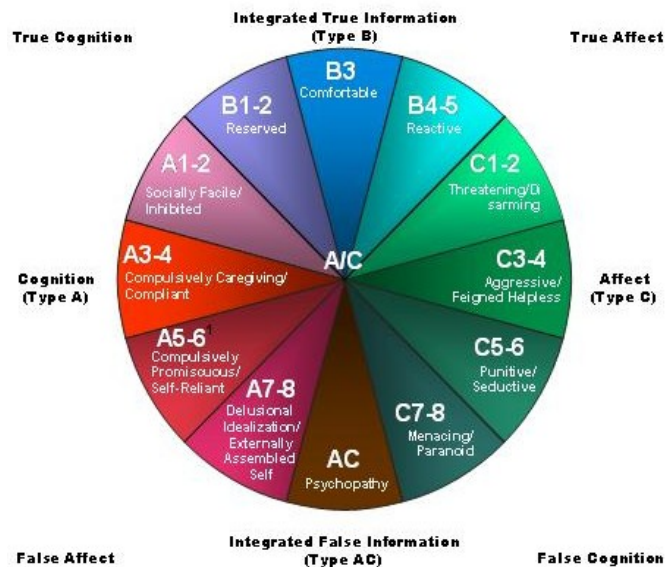 Integrated True Information
(Type B)
True Cognition
True Affect
B3
Comfortable
B1-2
Reserved
B4-5
Reactive
A1-2
Socially Facile/
Inhibited
C1-2
Threatening/Di
sarming
A/C
Cognition
(Type A)
A3-4
Compulsively Caregiving/
Compliant
C3-4
Aggressive/
Feigned Helpless
Affect
(Type C)
A5-6¹
Compulsively
Promiscuous/
Self-Reliant
C5-6
Punitive/
Seductive
A7-8
Delusional
Idealization/
Externally
Assembled
Self
C7-8
Menacing/
Paranoid
AC
Psychopathy
Integrated False Information
(Type AC)
False Affect
False Cognition